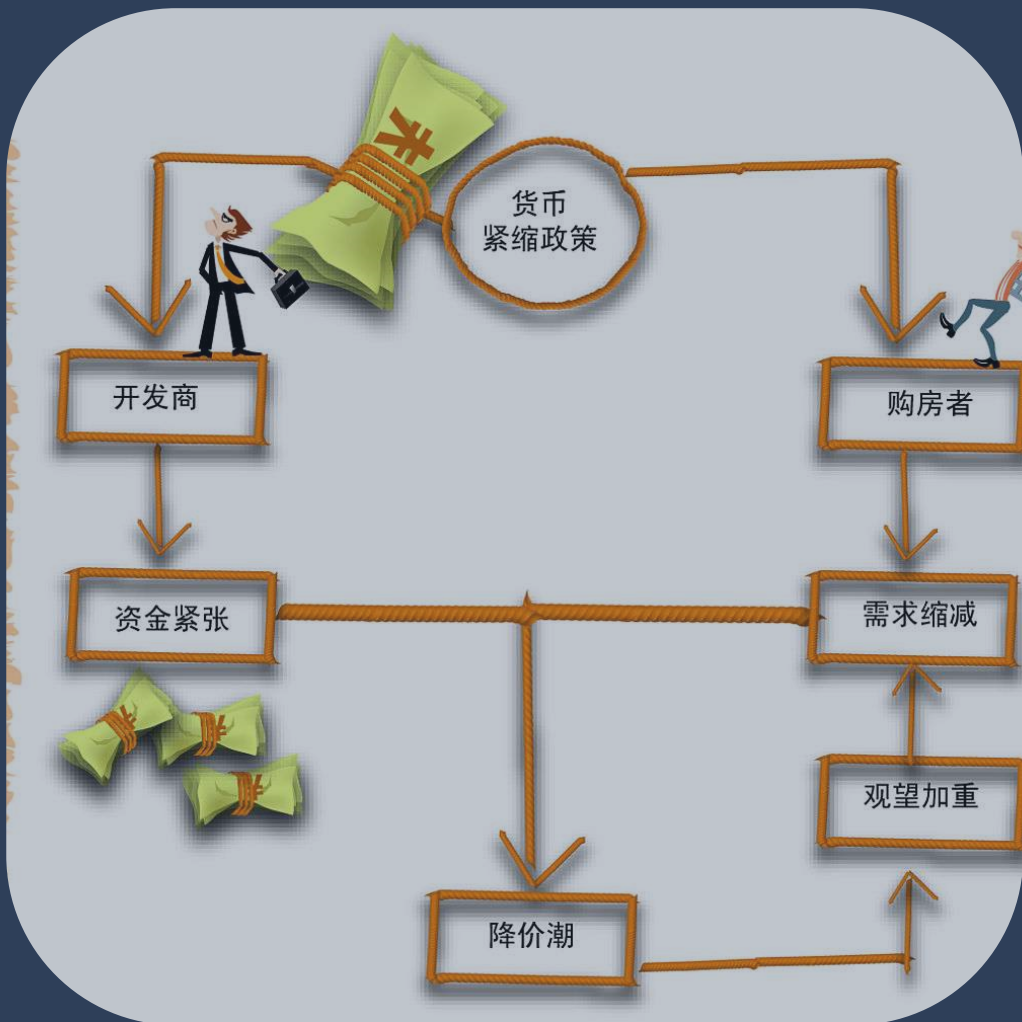 货币
紧缩政策
开发商
购房者
资金紧张
需求缩减
观望加重
降价潮